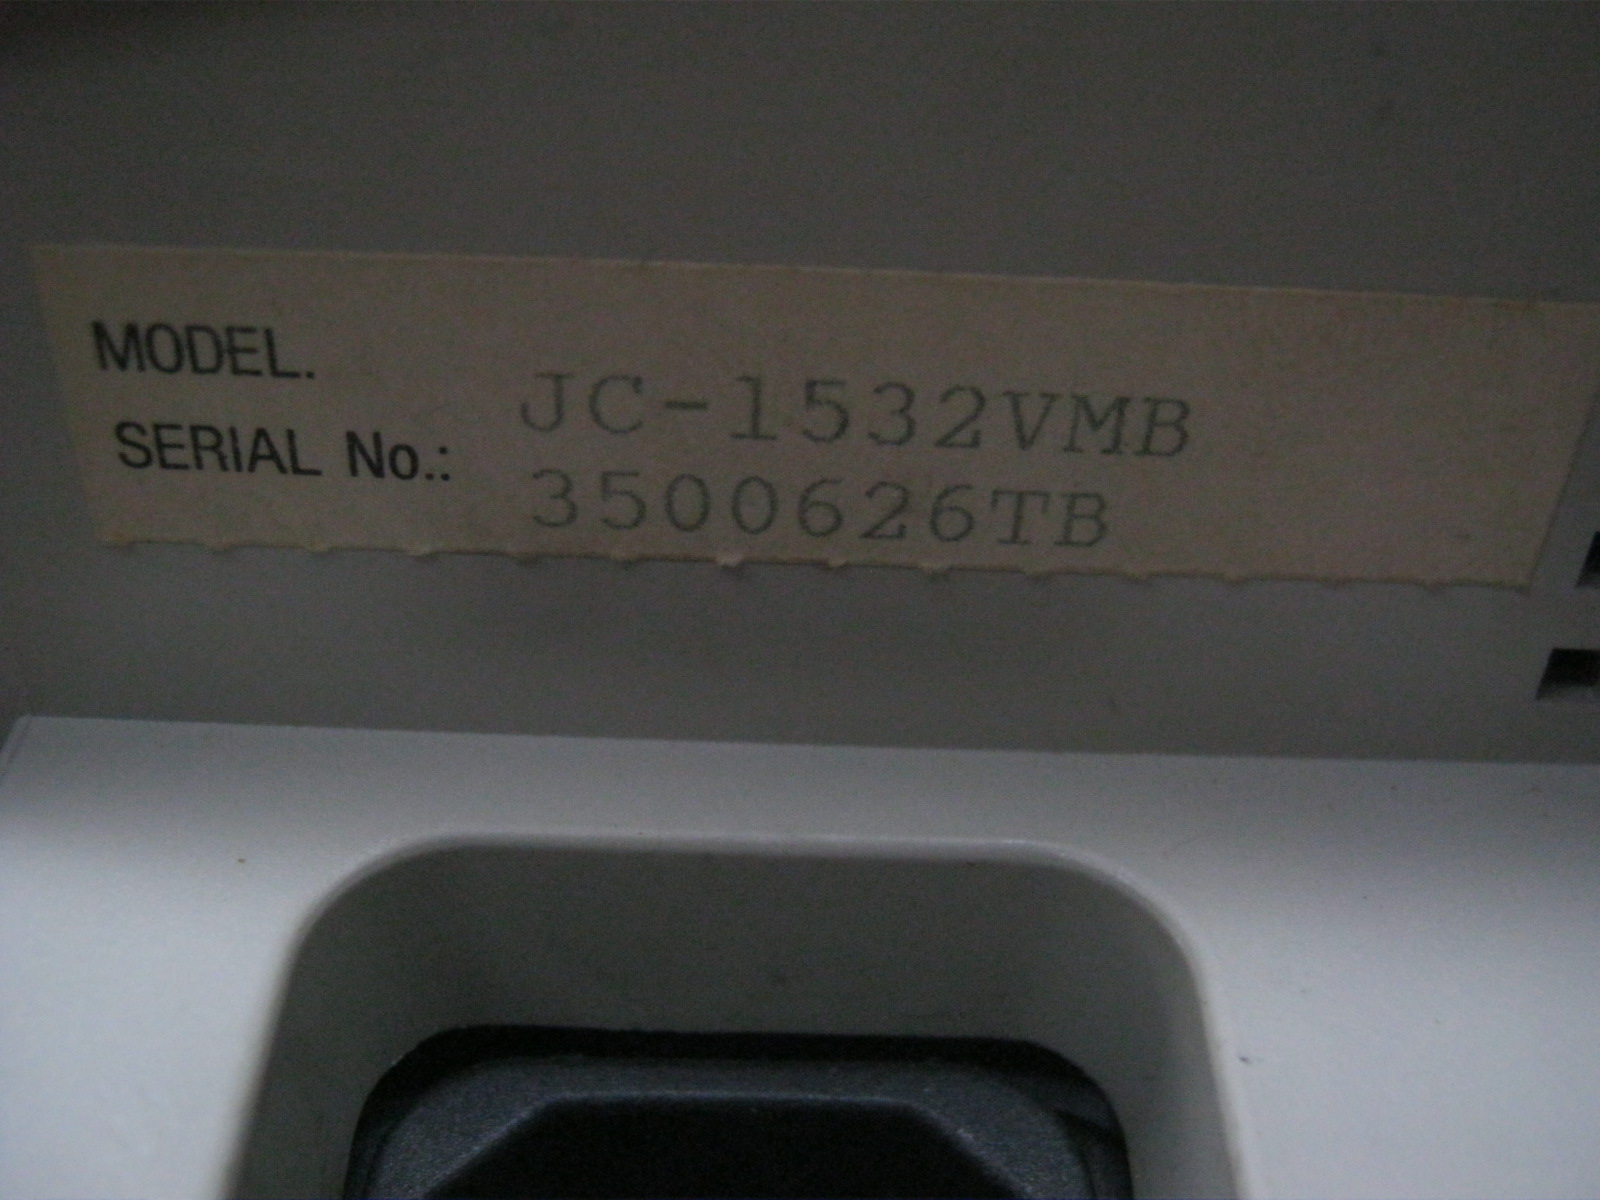 MODEL. JC-1532VMB
SERIAL No.: 3500626TB